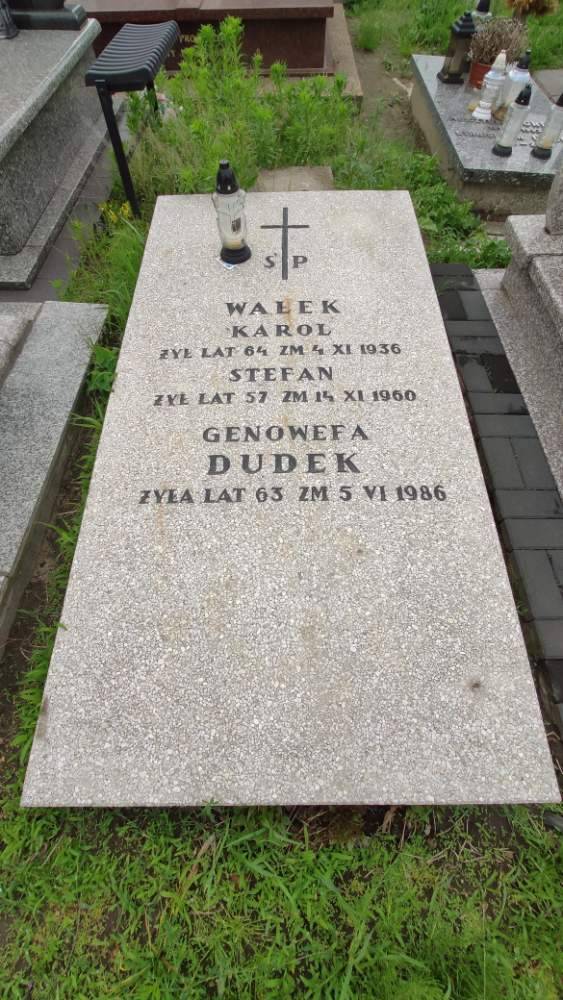 Ś P
WAŁEK
KAROL
ŻYŁ LAT 64 ZM 4 XI 1936
STEFAN
ŻYŁ LAT 57 ZM 14 XI 1960
GENOWEFA
DUDEK
ŻYŁA LAT 63 ZM 5 VI 1986